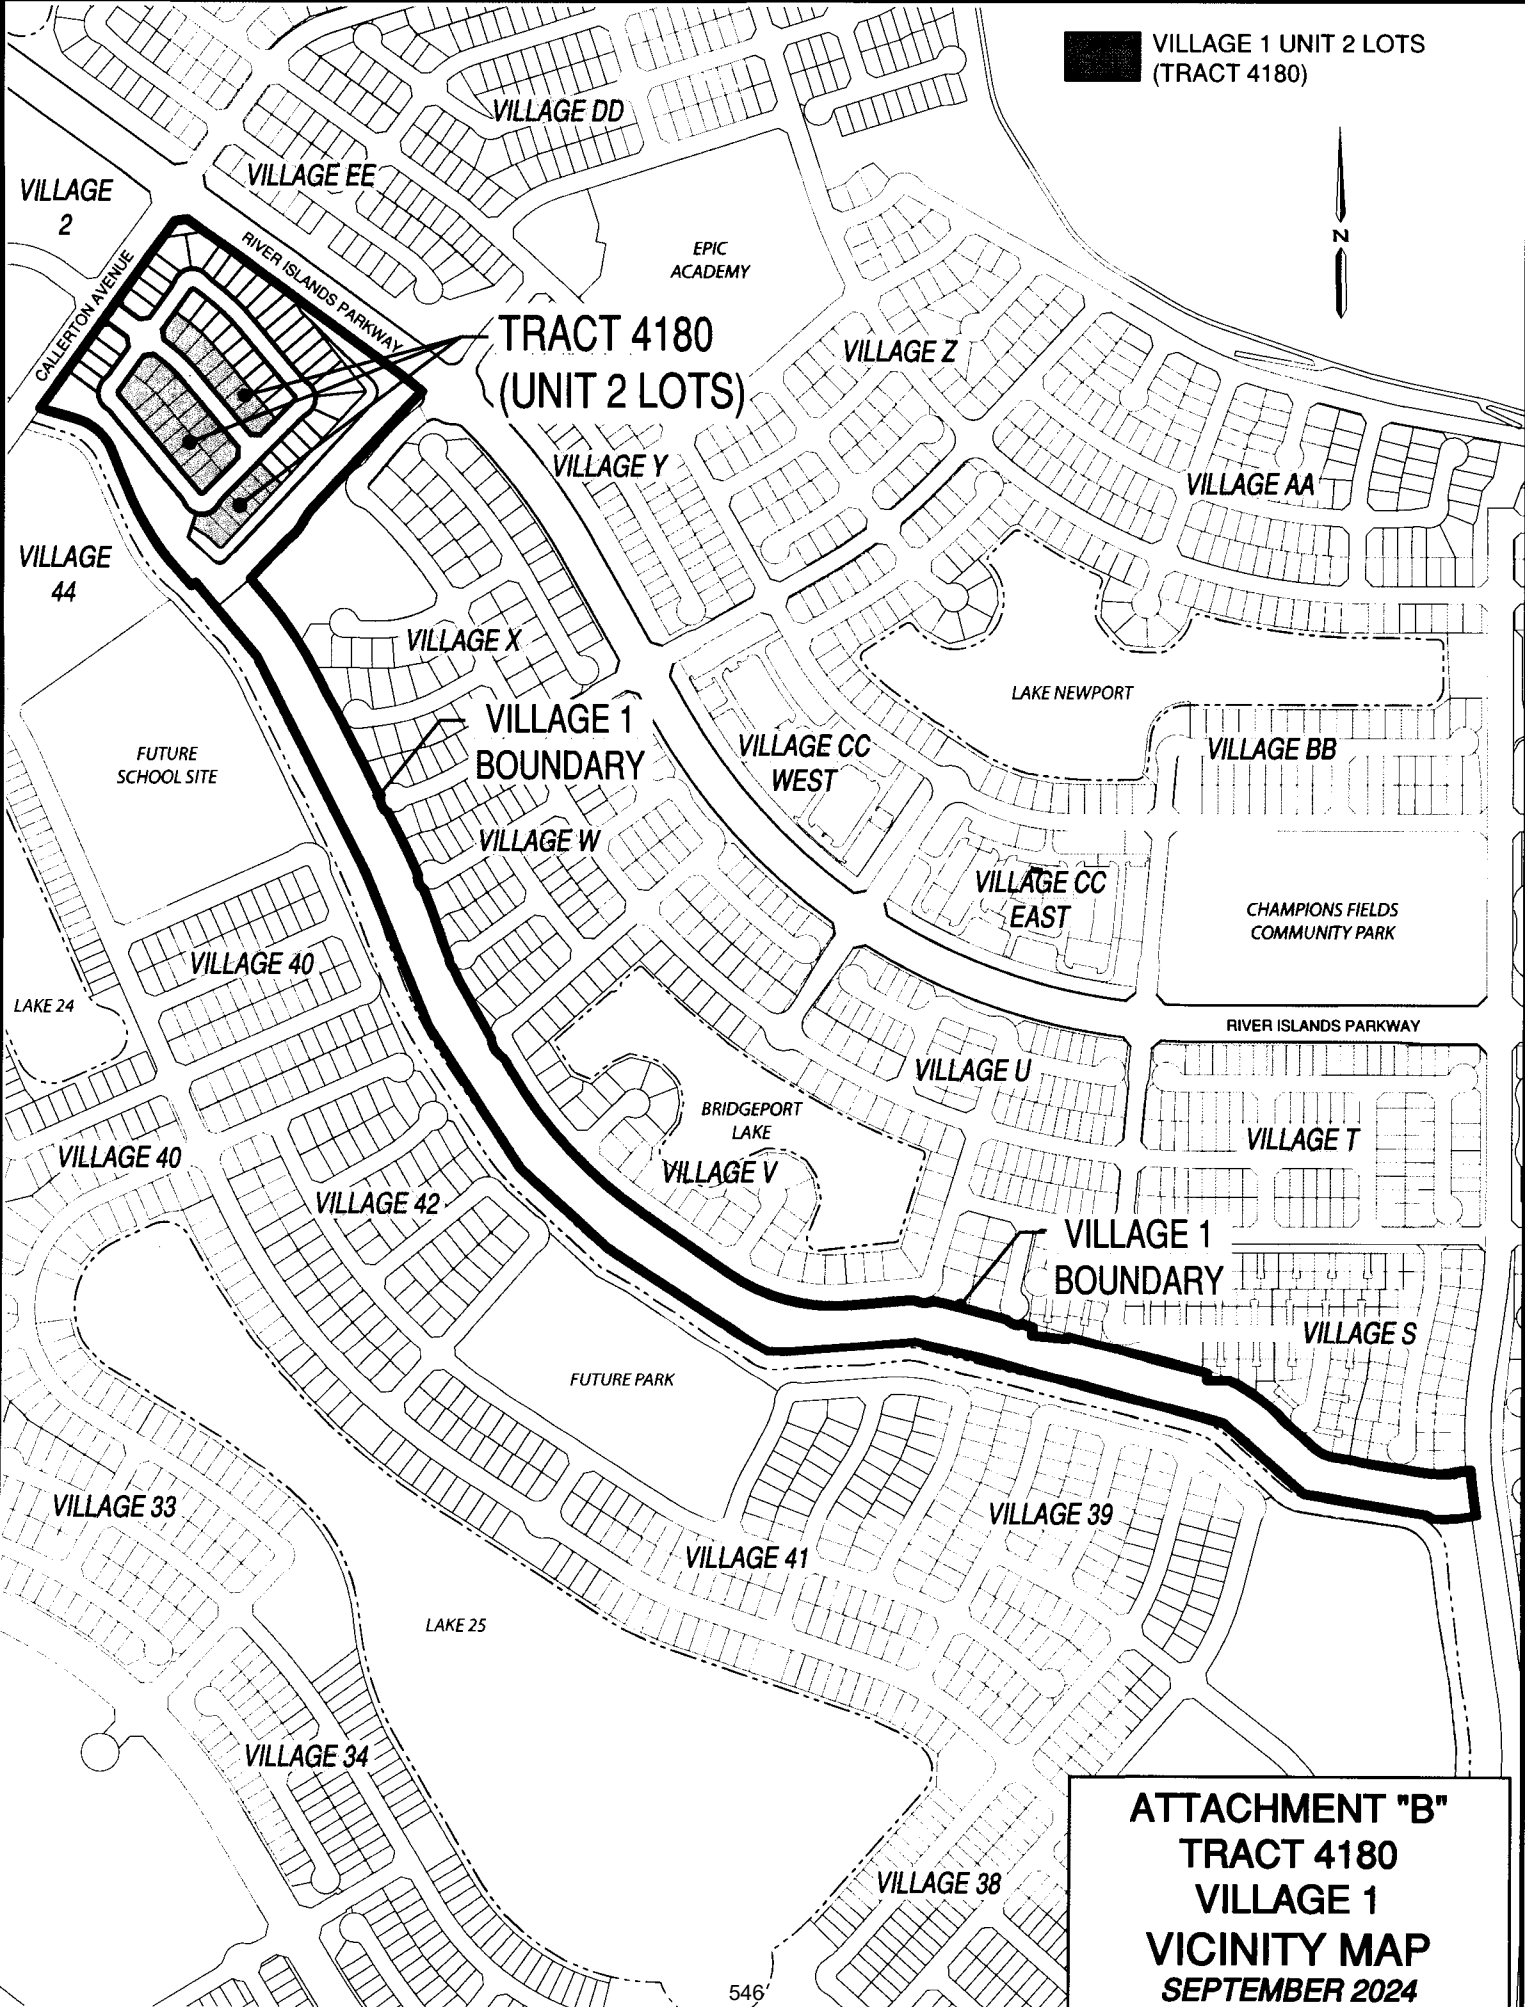 VILLAGE 1 UNIT 2 LOTS
(TRACT 4180)
VILLAGE DD
VILLAGE EE
VILLAGE
2
N
EPIC
ACADEMY
RIVER ISLANDS PARKWAY
CALLERTON AVENUE
TRACT 4180
(UNIT 2 LOTS)
VILLAGE Z
VILLAGE Y
VILLAGE AA
VILLAGE
44
VILLAGE X
LAKE NEWPORT
VILLAGE 1
BOUNDARY
FUTURE
SCHOOL SITE
VILLAGE CC
WEST
VILLAGE BB
VILLAGE W
VILLAGE CC
EAST
CHAMPIONS FIELDS
COMMUNITY PARK
VILLAGE 40
LAKE 24
RIVER ISLANDS PARKWAY
VILLAGE U
BRIDGEPORT
LAKE
VILLAGE T
VILLAGE 40
VILLAGE V
VILLAGE 42
VILLAGE 1
BOUNDARY
VILLAGE S
FUTURE PARK
VILLAGE 33
VILLAGE 39
VILLAGE 41
LAKE 25
VILLAGE 34
VILLAGE 38
ATTACHMENT "B"
TRACT 4180
VILLAGE 1
VICINITY MAP
SEPTEMBER 2024
546